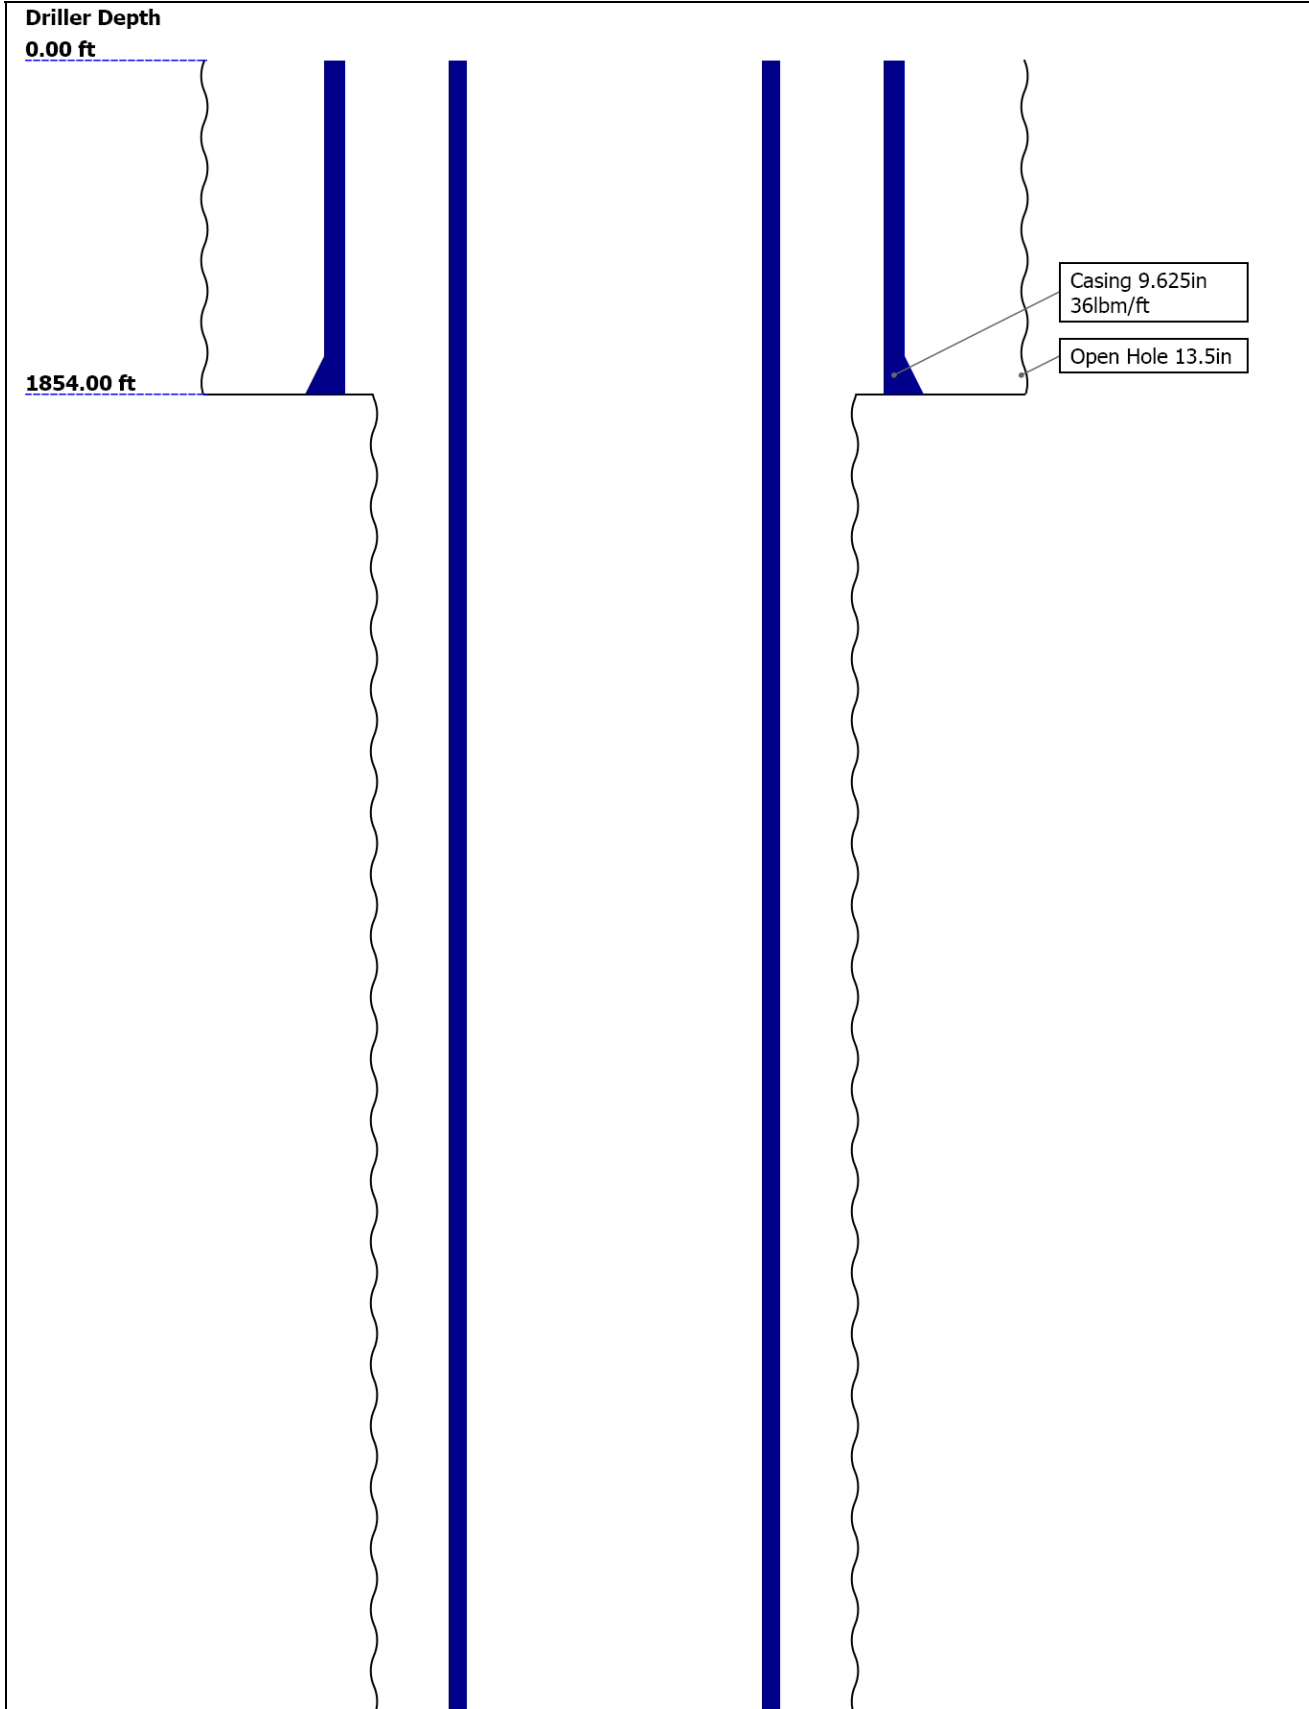 Driller Depth
0.00 ft
Casing 9.625in
36lbm/ft
Open Hole 13.5in
1854.00 ft